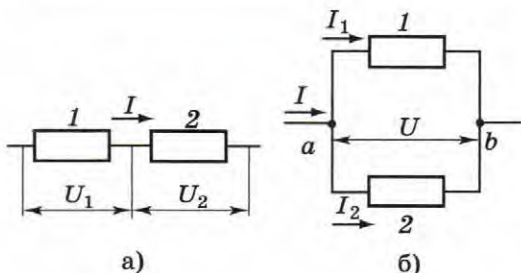 1 I 2
U₁ U₂
а)
I₁ 1
I
a U b
I₂ 2
б)